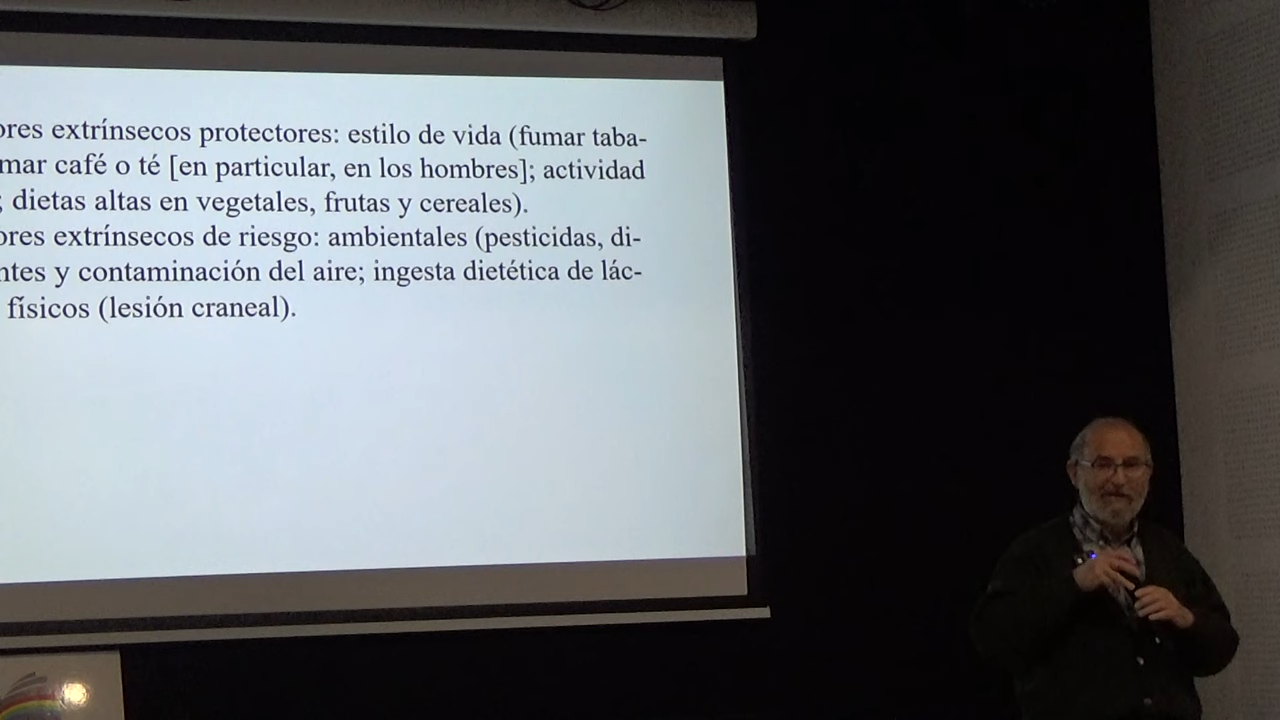 ores extrínsecos protectores: estilo de vida (fumar taba-
mar café o té [en particular, en los hombres]; actividad
; dietas altas en vegetales, frutas y cereales).
ores extrínsecos de riesgo: ambientales (pesticidas, di-
ntes y contaminación del aire; ingesta dietética de lác-
físicos (lesión craneal).